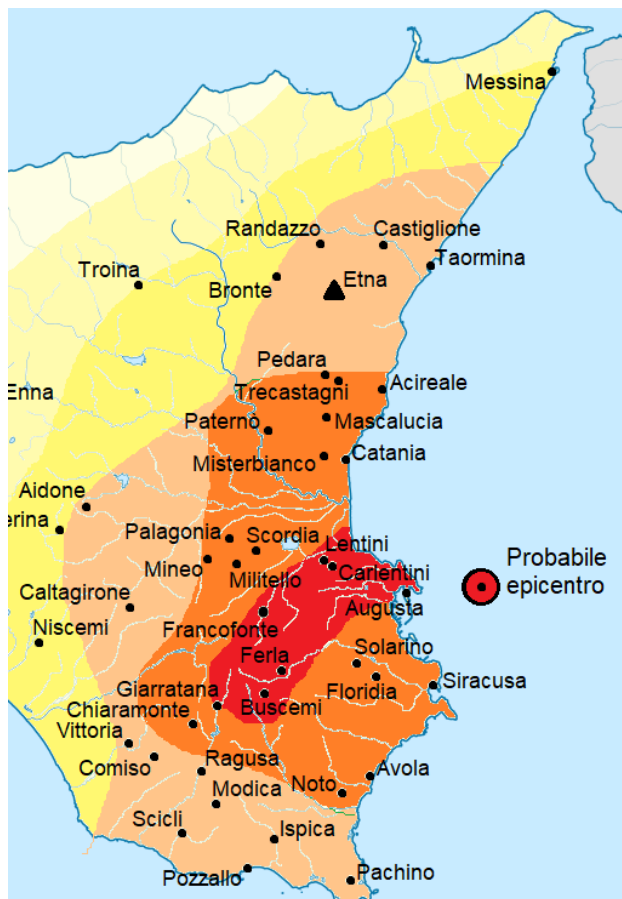 Messina
Randazzo
Castiglione
Taormina
Troina
Bronte
Etna
Pedara
Enna
Trecastagni
Acireale
Paternò
Mascalucia
Misterbianco
Catania
Aidone
erina
Palagonia
Scordia
Lentini
Probabile
epicentro
Mineo
Militello
Carlentini
Caltagirone
Augusta
Francofonte
Niscemi
Solarino
Ferla
Giarratana
Floridia
Siracusa
Buscemi
Chiaramonte
Vittoria
Ragusa
Comiso
Avola
Noto
Modica
Scicli
Ispica
Pozzallo
Pachino